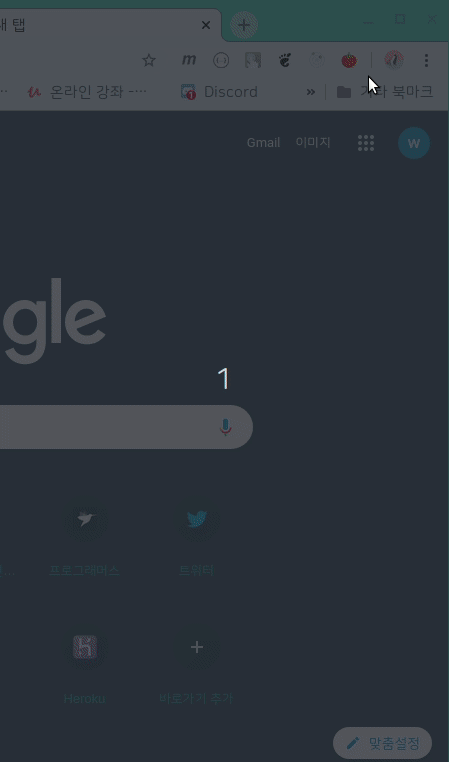 새 탭
온라인 강좌 -...
Discord
기타 북마크
Gmail
이미지
W
gle
1
프로그래머스
트위터
Heroku
바로가기 추가
맞춤설정